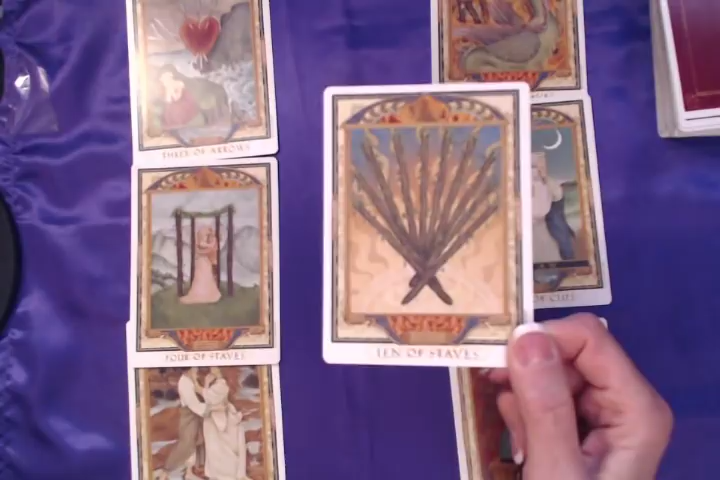 THREE OF ARROWS
FOUR OF STAVES
TEN OF STAVES